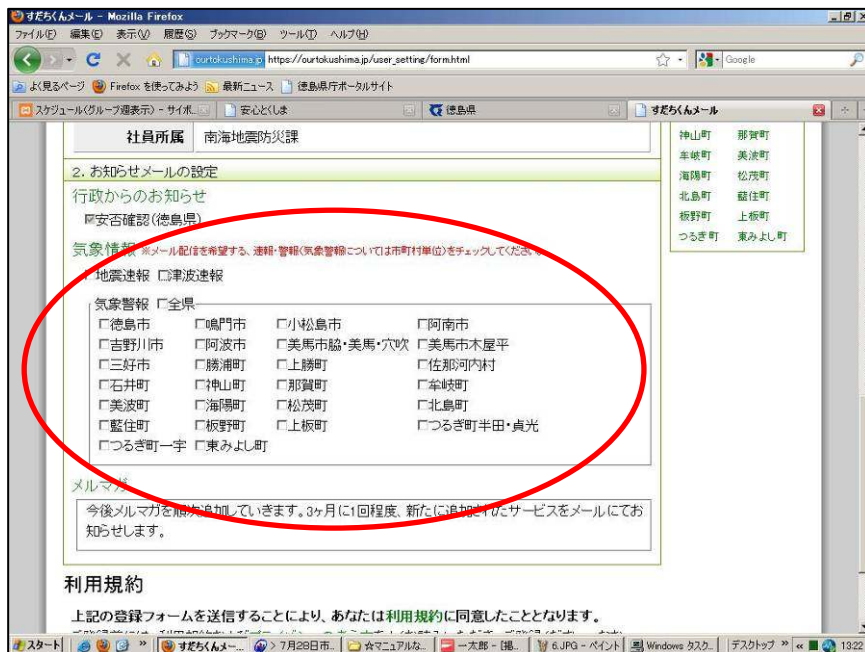 すだちくんメール - Mozilla Firefox
ファイル(F) 編集(E) 表示(V) 履歴(S) ブックマーク(B) ツール(T) ヘルプ(H)
ourtokushima.jp https://ourtokushima.jp/user_setting/form.html Google
よく見るページ Firefox を使ってみよう 最新ニュース 徳島県庁ポータルサイト
スケジュール(グループ週表示) - サイボ... 安心とくしま 徳島県 すだちくんメール
社員所属 南海地震防災課
神山町 那賀町
牟岐町 美波町
海陽町 松茂町
北島町 藍住町
板野町 上板町
つるぎ町 東みよし町
2. お知らせメールの設定
行政からのお知らせ
安否確認(徳島県)
気象情報 ※メール配信を希望する、速報・警報(気象警報については市町村単位)をチェックしてください
地震速報 津波速報
気象警報 全県
徳島市 鳴門市 小松島市 阿南市
吉野川市 阿波市 美馬市脇・美馬・穴吹 美馬市木屋平
三好市 勝浦町 上勝町 佐那河内村
石井町 神山町 那賀町 牟岐町
美波町 海陽町 松茂町 北島町
藍住町 板野町 上板町 つるぎ町半田・貞光
つるぎ町一宇 東みよし町
メルマガ
今後メルマガを順次追加していきます。3ヶ月に1回程度、新たに追加されたサービスをメールにてお
知らせします。
利用規約
上記の登録フォームを送信することにより、あなたは利用規約に同意したこととなります。
スタート すだちくんメー... 7月28日市... ☆マニュアルな... 一太郎 - [掲... 6.JPG - ペイント Windows タスク... デスクトップ 13:22